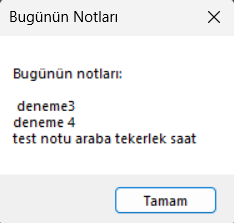 Bugünün Notları
Bugünün notları:
deneme3
deneme 4
test notu araba tekerlek saat
Tamam